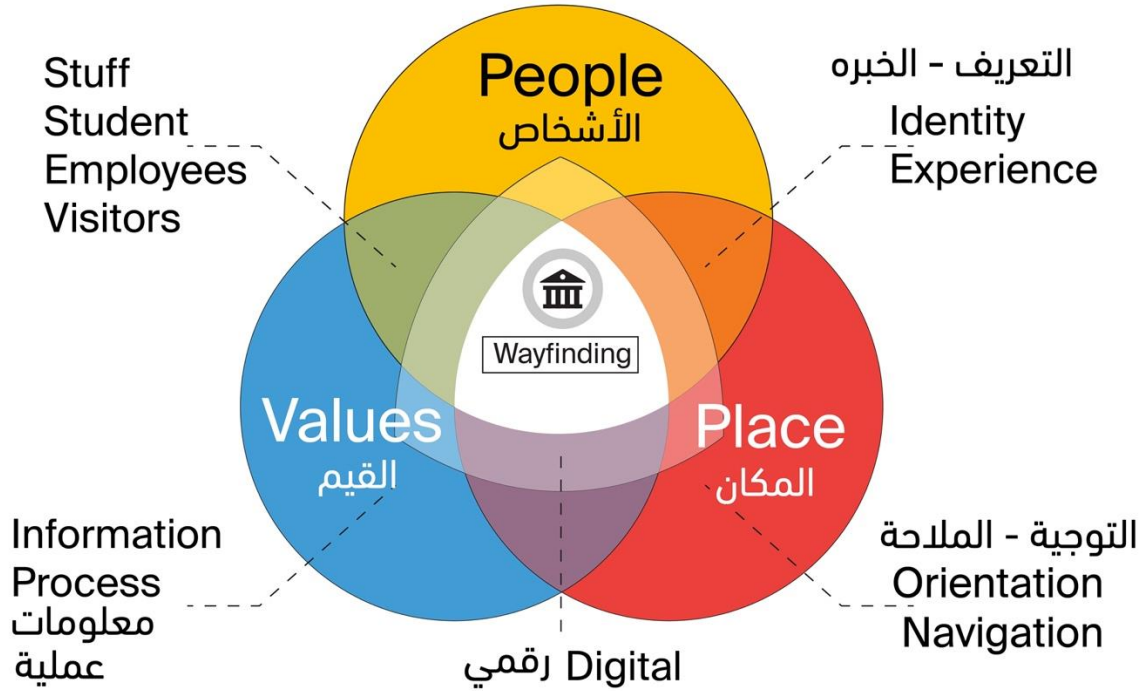 People
الأشخاص
Stuff
Student
Employees
Visitors
التعريف - الخبره
Identity
Experience
Wayfinding
Values
القيم
Place
المكان
Information
Process
معلومات
عملية
رقمي Digital
التوجية - الملاحة
Orientation
Navigation